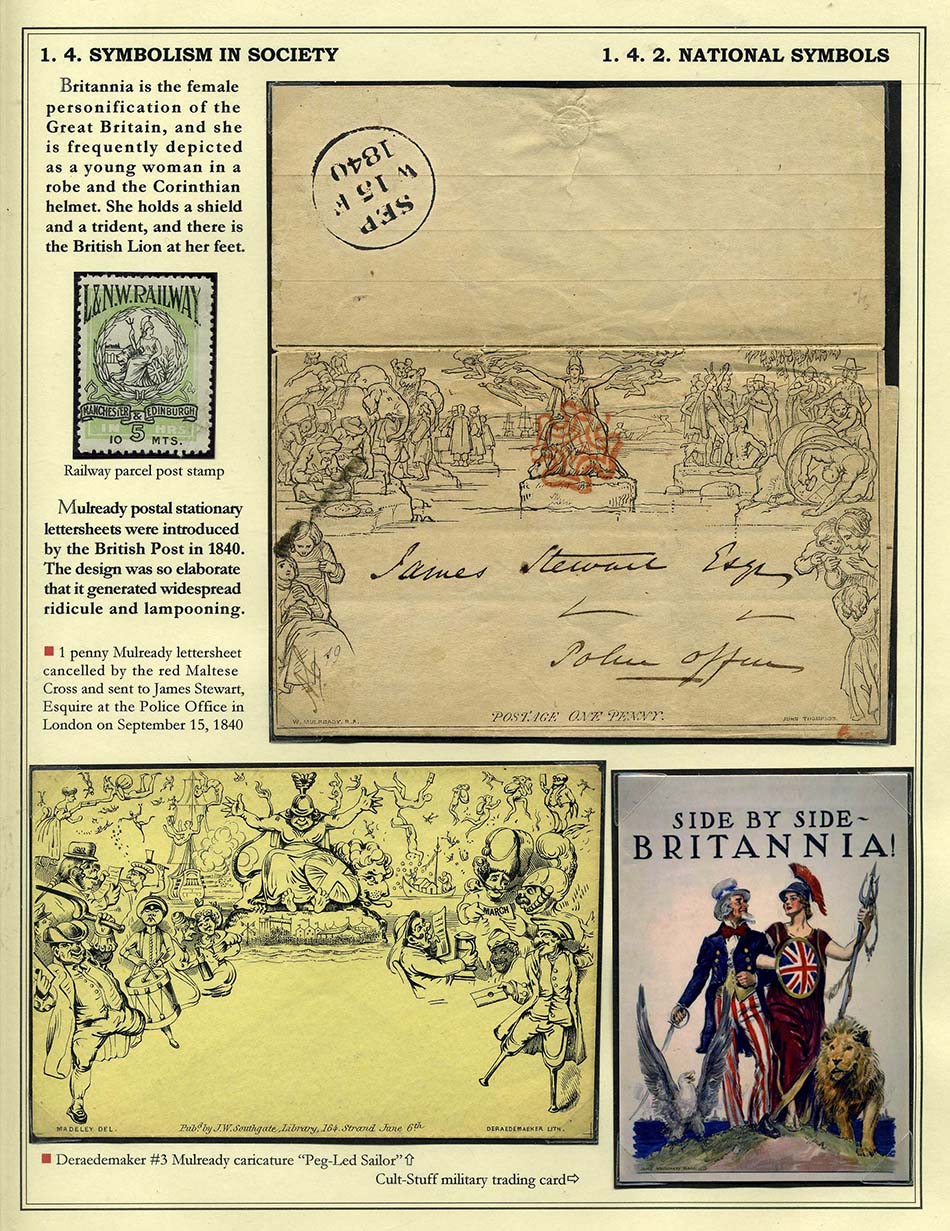 1. 4. SYMBOLISM IN SOCIETY
1. 4. 2. NATIONAL SYMBOLS
Britannia is the female
personification of the
Great Britain, and she
is frequently depicted
as a young woman in a
robe and the Corinthian
helmet. She holds a shield
and a trident, and there is
the British Lion at her feet.
L&N.W.RAILWAY
MANCHESTER & EDINBURGH
IN 5 HRS.
10 MTS.
Railway parcel post stamp
Mulready postal stationary
lettersheets were introduced
by the British Post in 1840.
The design was so elaborate
that it generated widespread
ridicule and lampooning.
■ 1 penny Mulready lettersheet
cancelled by the red Maltese
Cross and sent to James Stewart,
Esquire at the Police Office in
London on September 15, 1840
SEP
W 15 E
1840
James Stewart Esqr
Police Office
W. MULREADY. R.A.
POSTAGE ONE PENNY.
JOHN THOMPSON
MARCH
MADELEY DEL.
Pubd. by J.W. Southgate, Library, 164. Strand June 6th
DERAEDEMAEKER LITH.
SIDE BY SIDE~
BRITANNIA!
■ Deraedemaker #3 Mulready caricature “Peg-Led Sailor”⇧
Cult-Stuff military trading card⇨